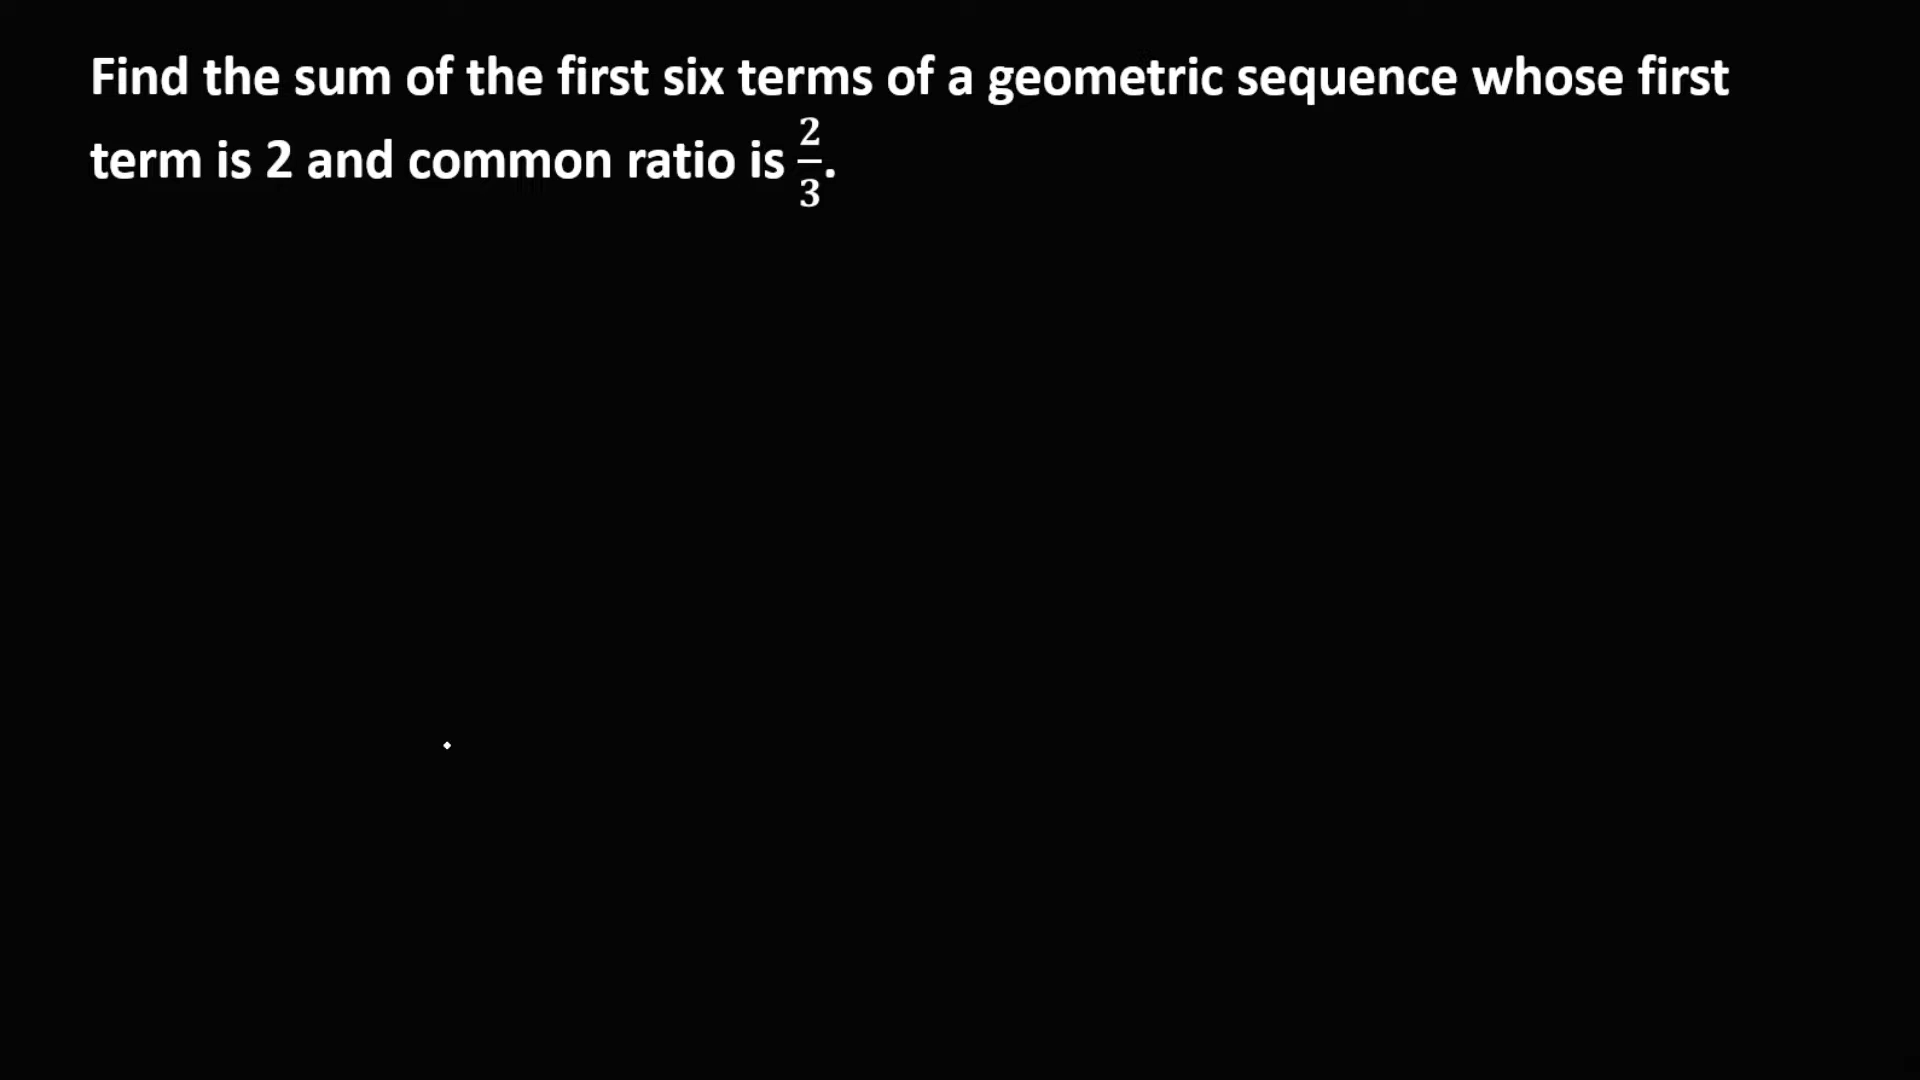 Find the sum of the first six terms of a geometric sequence whose first
term is 2 and common ratio is 2/3.